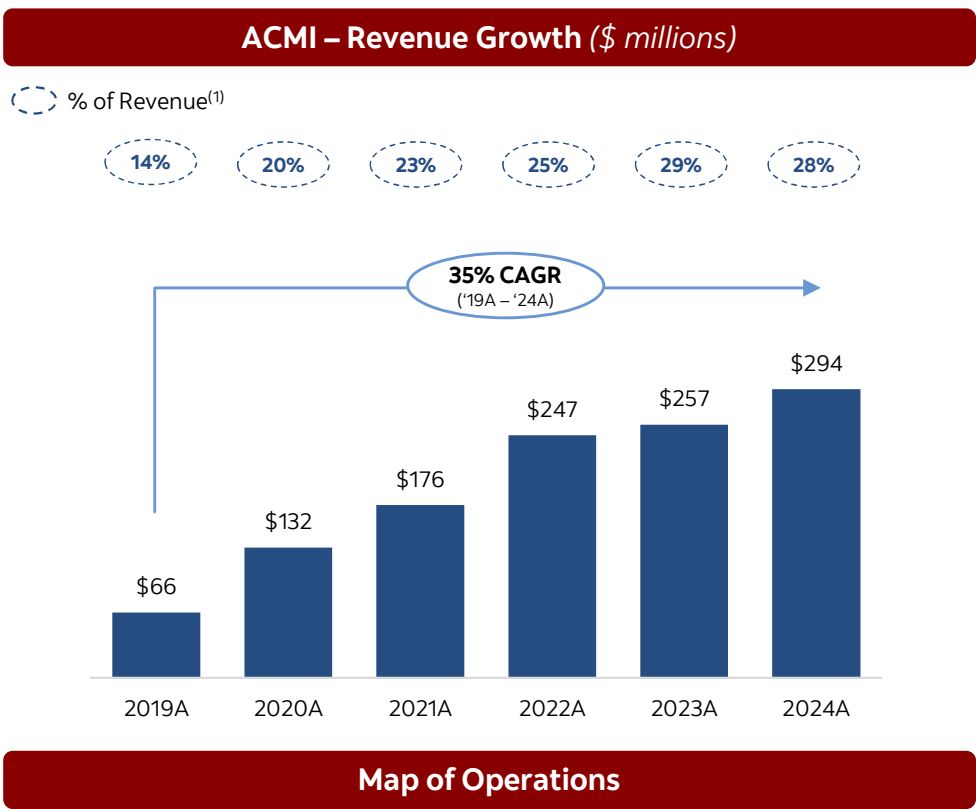 ACMI – Revenue Growth ($ millions)
% of Revenue(1)
14% 20% 23% 25% 29% 28%
35% CAGR
(‘19A – ‘24A)
$294
$257
$247
$176
$132
$66
2019A 2020A 2021A 2022A 2023A 2024A
Map of Operations